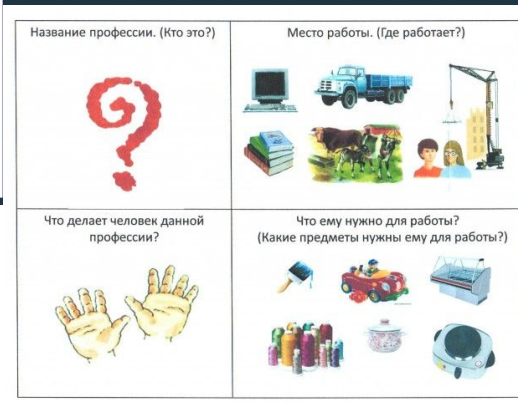 Название профессии. (Кто это?)
Место работы. (Где работает?)
Что делает человек данной
профессии?
Что ему нужно для работы?
(Какие предметы нужны ему для работы?)